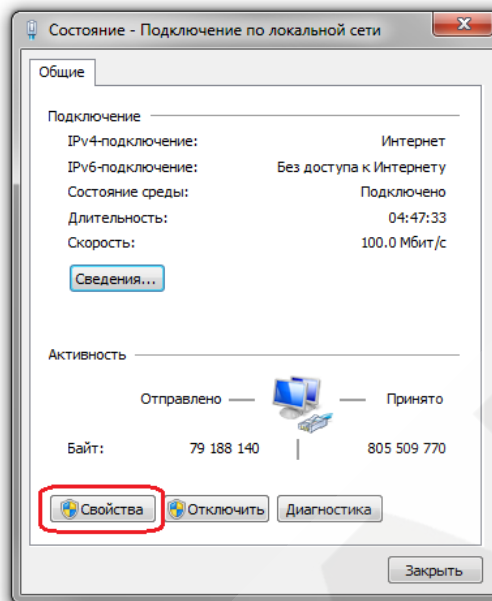 Состояние - Подключение по локальной сети
Общие
Подключение
IPv4-подключение: Интернет
IPv6-подключение: Без доступа к Интернету
Состояние среды: Подключено
Длительность: 04:47:33
Скорость: 100.0 Мбит/с
Сведения...
Активность
Отправлено — — Принято
Байт: 79 188 140 | 805 509 770
Свойства Отключить Диагностика
Закрыть